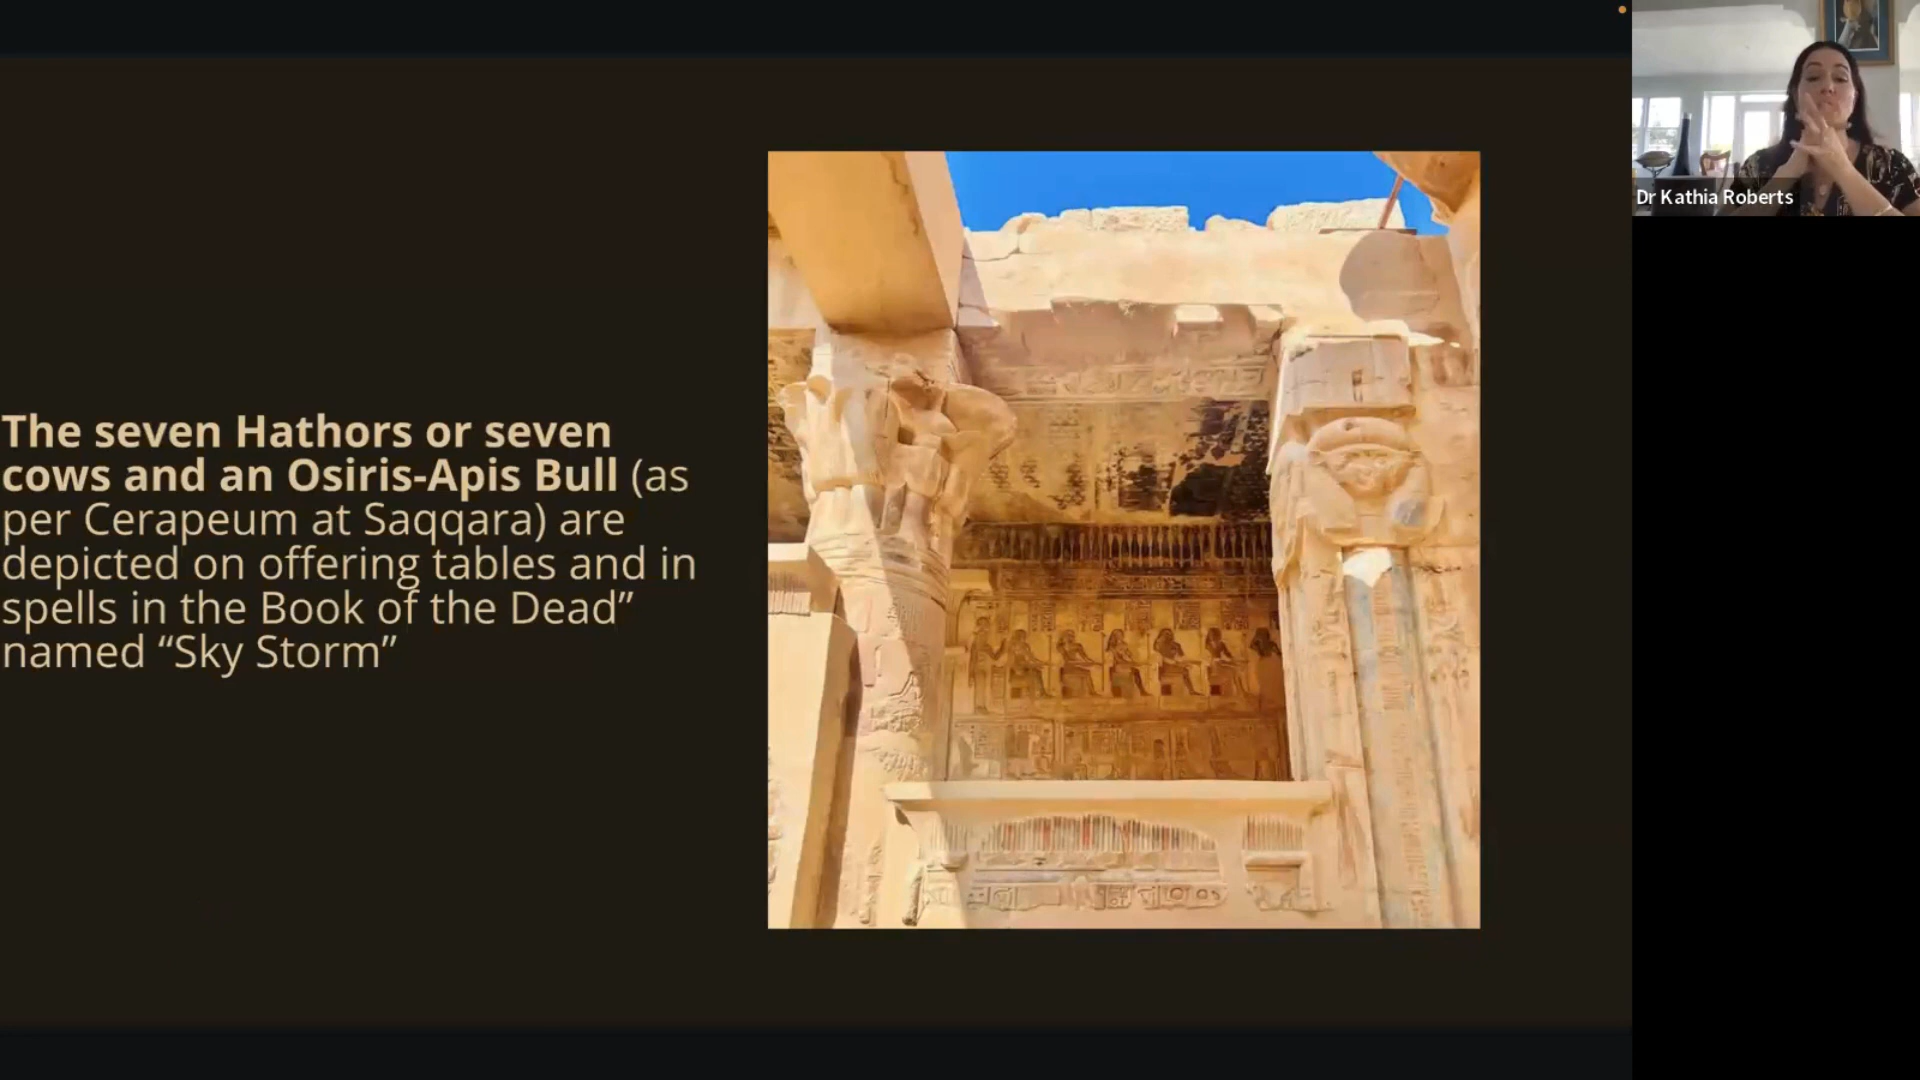 The seven Hathors or seven
cows and an Osiris-Apis Bull (as
per Cerapeum at Saqqara) are
depicted on offering tables and in
spells in the Book of the Dead”
named “Sky Storm”
Dr Kathia Roberts